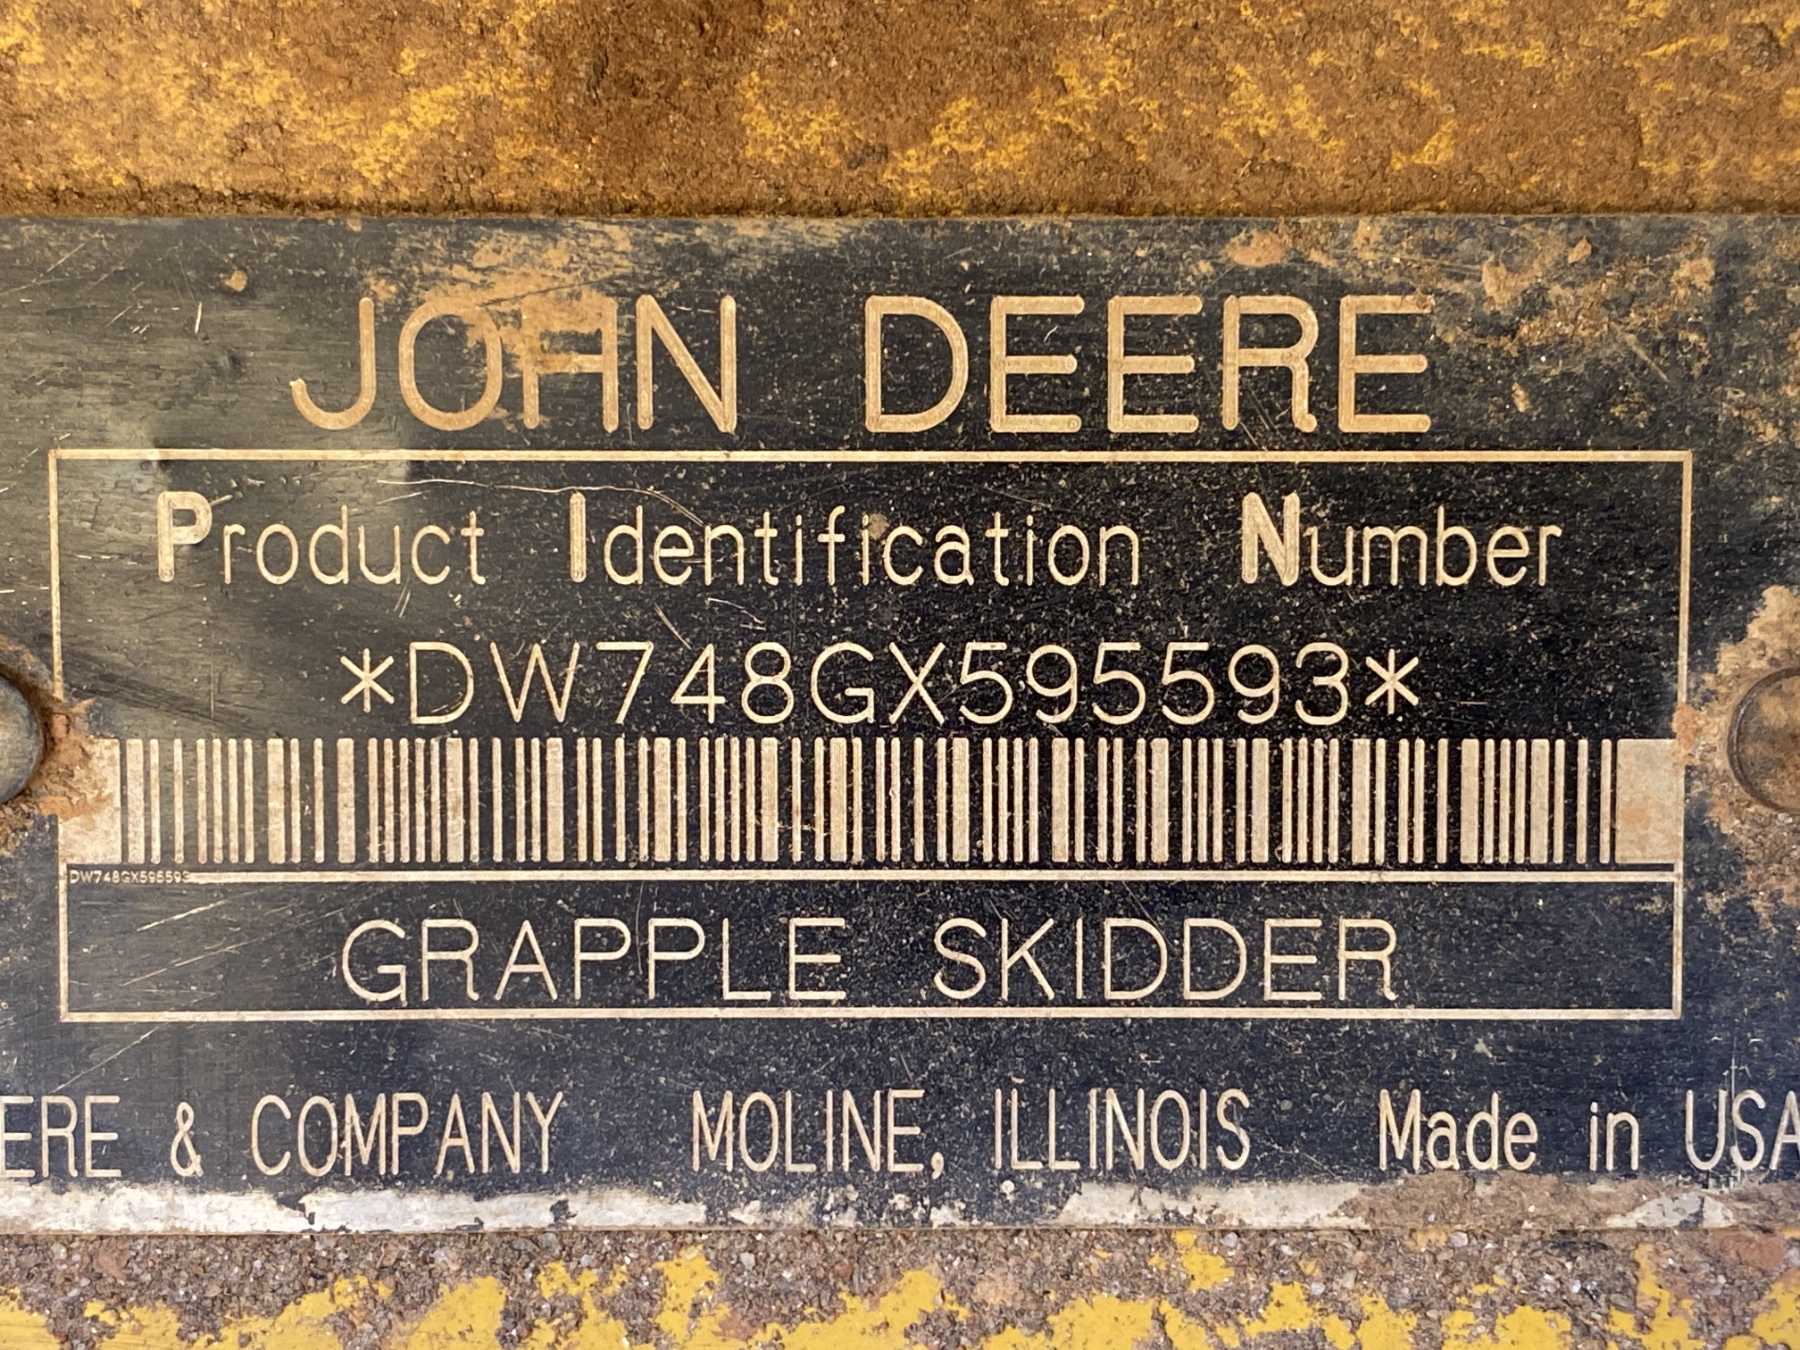 JOHN DEERE
Product Identification Number
*DW748GX595593*
DW748GX595593
GRAPPLE SKIDDER
ERE & COMPANY MOLINE, ILLINOIS Made in USA